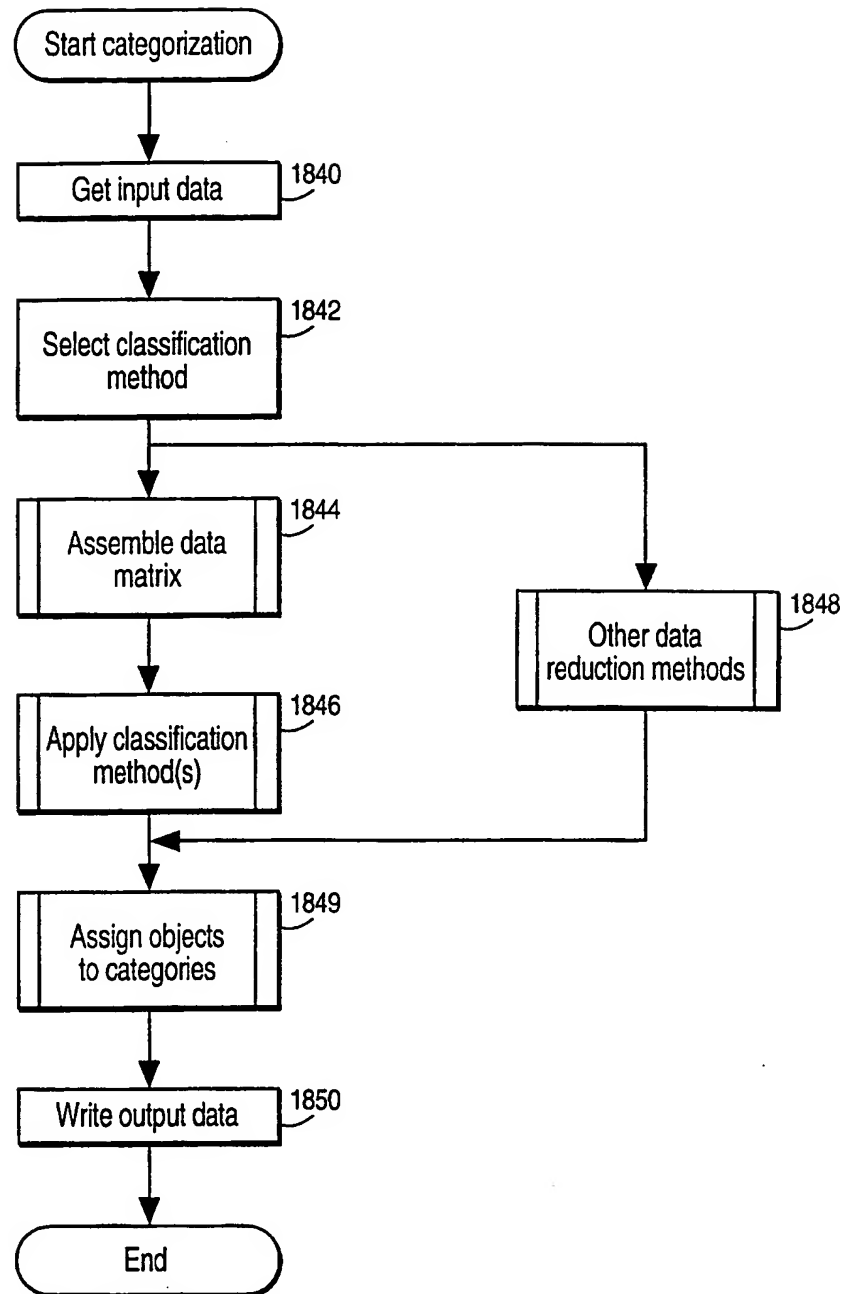 Start categorization
Get input data
1840
Select classification
method
1842
Assemble data
matrix
1844
Other data
reduction methods
1848
Apply classification
method(s)
1846
Assign objects
to categories
1849
Write output data
1850
End